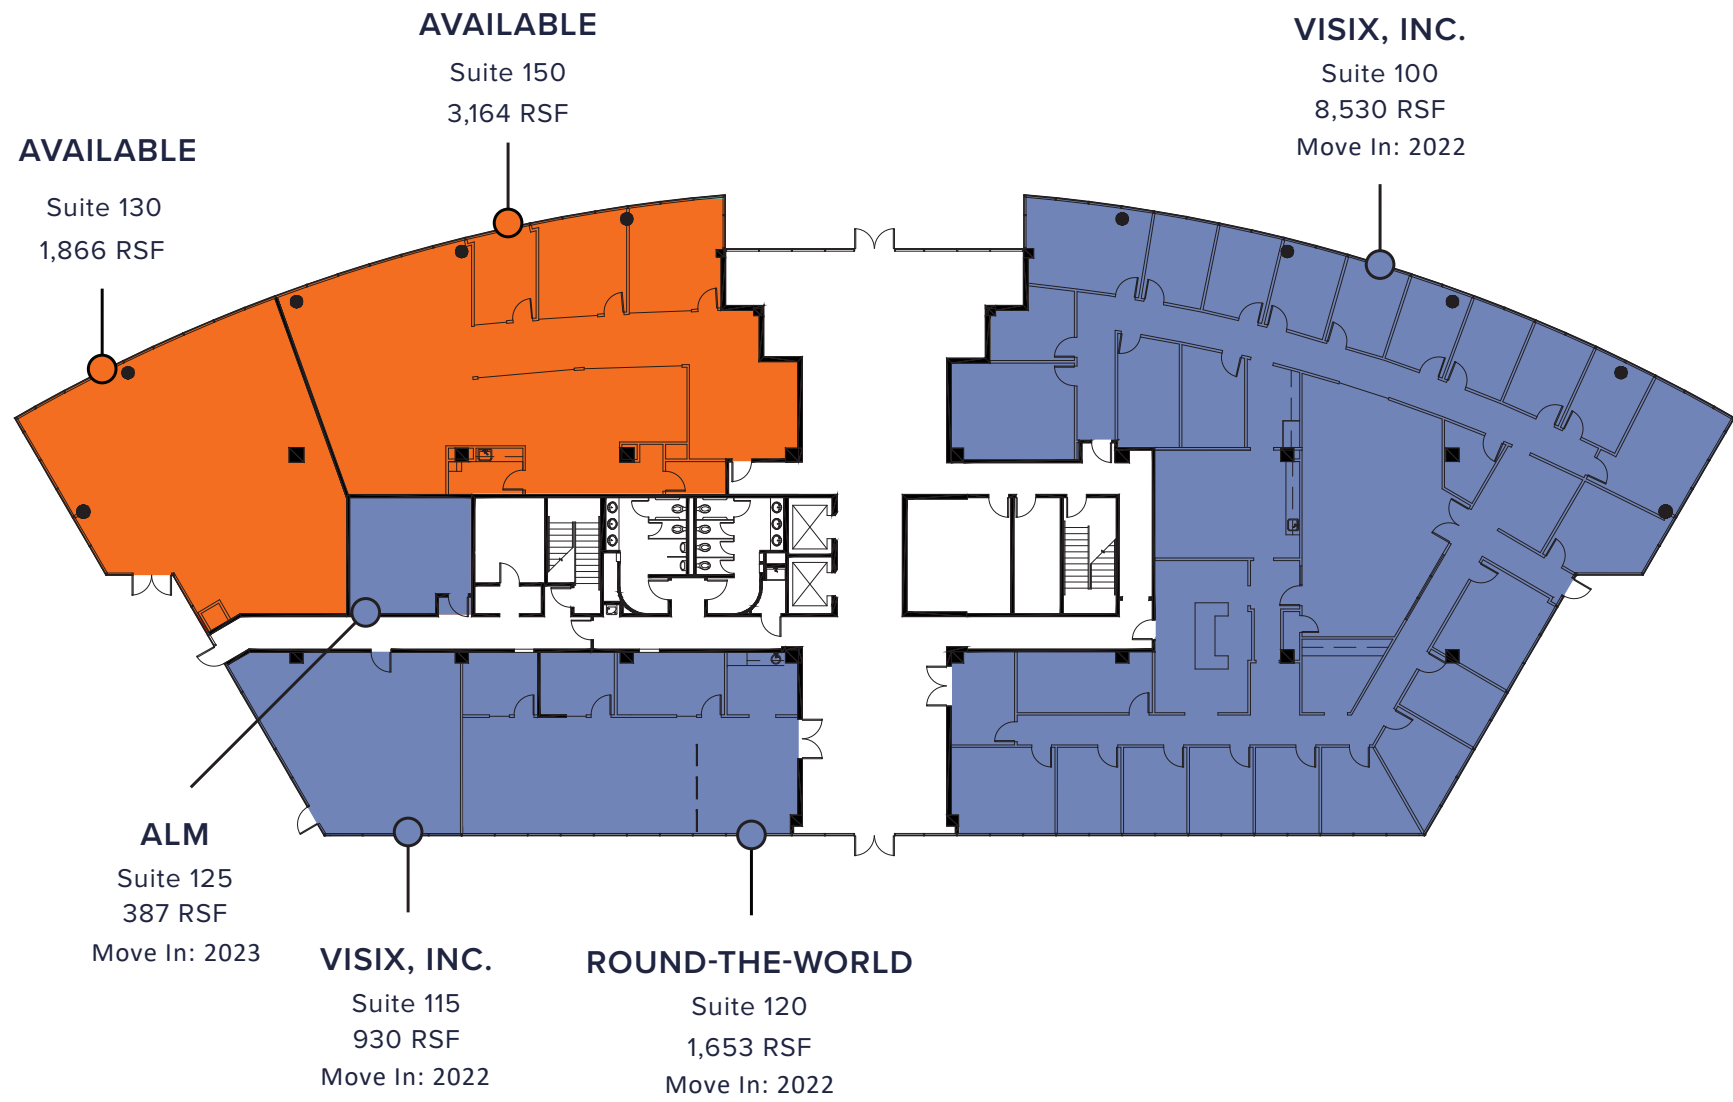 AVAILABLE
Suite 150
3,164 RSF
VISIX, INC.
Suite 100
8,530 RSF
Move In: 2022
AVAILABLE
Suite 130
1,866 RSF
ALM
Suite 125
387 RSF
Move In: 2023
VISIX, INC.
Suite 115
930 RSF
Move In: 2022
ROUND-THE-WORLD
Suite 120
1,653 RSF
Move In: 2022